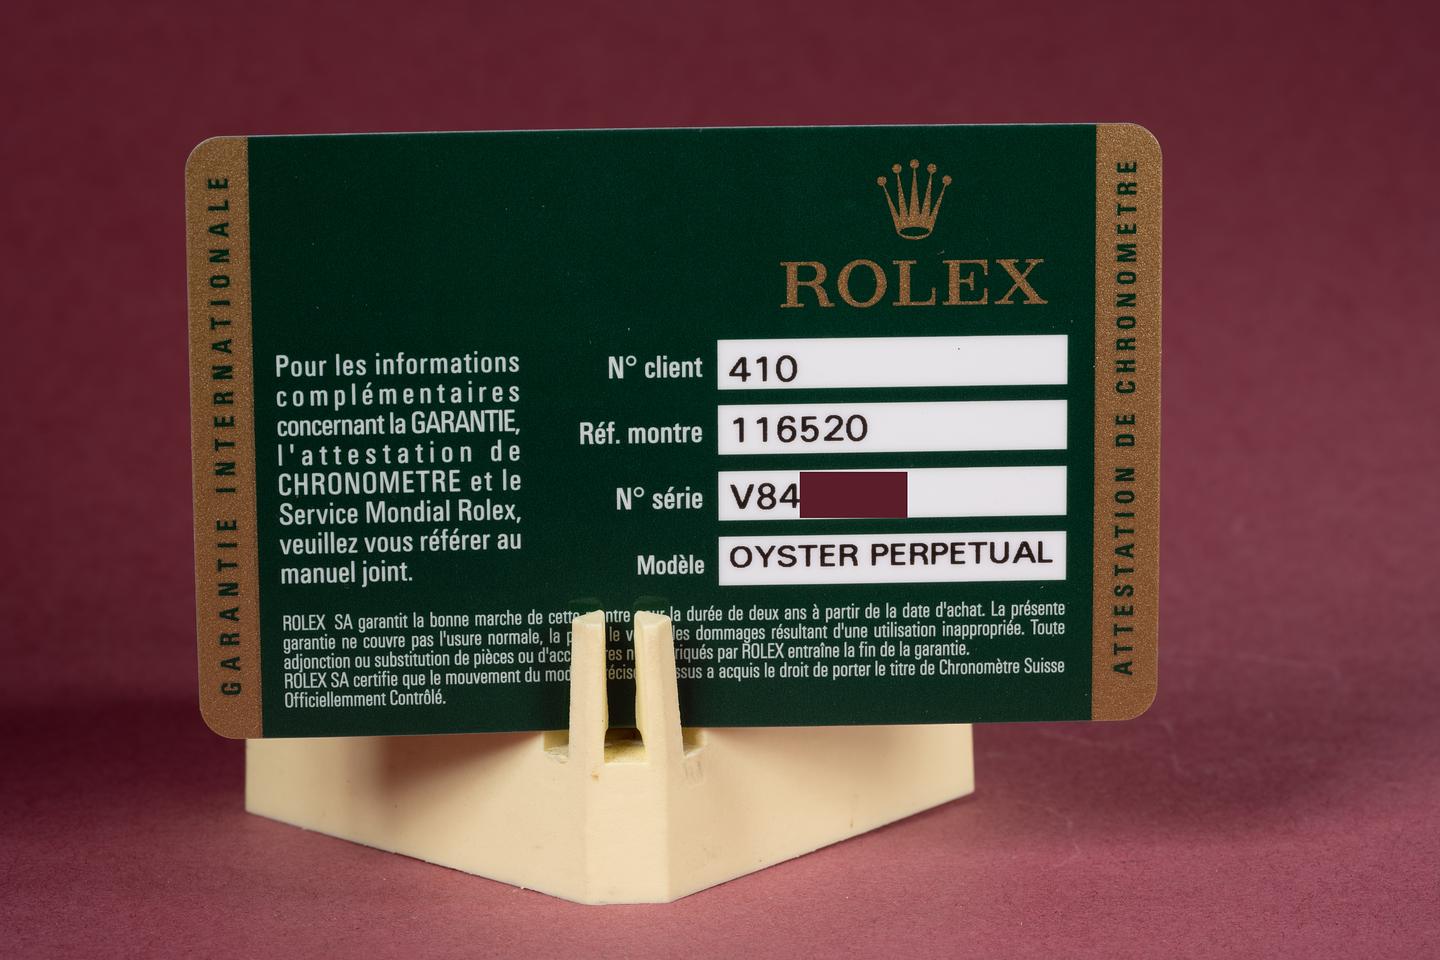 GARANTIE INTERNATIONALE
ROLEX
Pour les informations
complémentaires
concernant la GARANTIE,
l'attestation de
CHRONOMETRE et le
Service Mondial Rolex,
veuillez vous référer au
manuel joint.
N° client 410
Réf. montre 116520
N° série V84
Modèle OYSTER PERPETUAL
ROLEX SA garantit la bonne marche de cette la durée de deux ans à partir de la date d'achat. La présente
garantie ne couvre pas l'usure normale, la le dommages résultant d'une utilisation inappropriée. Toute
adjonction ou substitution de pièces ou par ROLEX entraîne la fin de la garantie.
ROLEX SA certifie que le mouvement du a acquis le droit de porter le titre de Chronomètre Suisse
Officiellemment Contrôlé.
ATTESTATION DE CHRONOMETRE